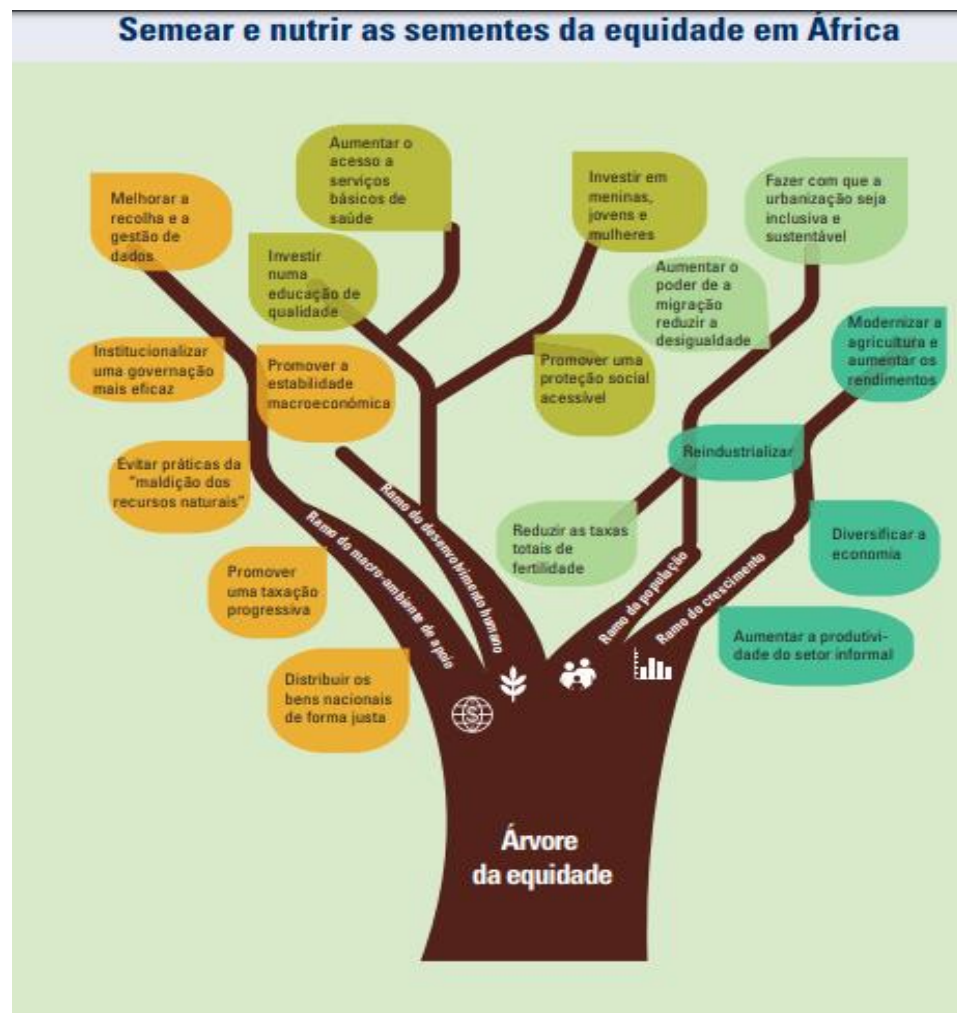 Semear e nutrir as sementes da equidade em África
Melhorar a
recolha e a
gestão de
dados
Institucionalizar
uma governação
mais eficaz
Evitar práticas da
"maldição dos
recursos naturais"
Promover
uma taxação
progressiva
Distribuir os
bens nacionais
de forma justa
Promover a
estabilidade
macroeconómica
Ramo do macro-ambiente de apoio
Aumentar o
acesso a
serviços
básicos de
saúde
Investir
numa
educação de
qualidade
Investir em
meninas,
jovens e
mulheres
Promover uma
proteção social
acessível
Ramo do desenvolvimento humano
Fazer com que a
urbanização seja
inclusiva e
sustentável
Aumentar o
poder de a
migração
reduzir a
desigualdade
Reduzir as taxas
totais de
fertilidade
Ramo da população
Modernizar a
agricultura e
aumentar os
rendimentos
Reindustrializar
Diversificar a
economia
Aumentar a produtivi-
dade do setor informal
Ramo do crescimento
$
Árvore
da equidade